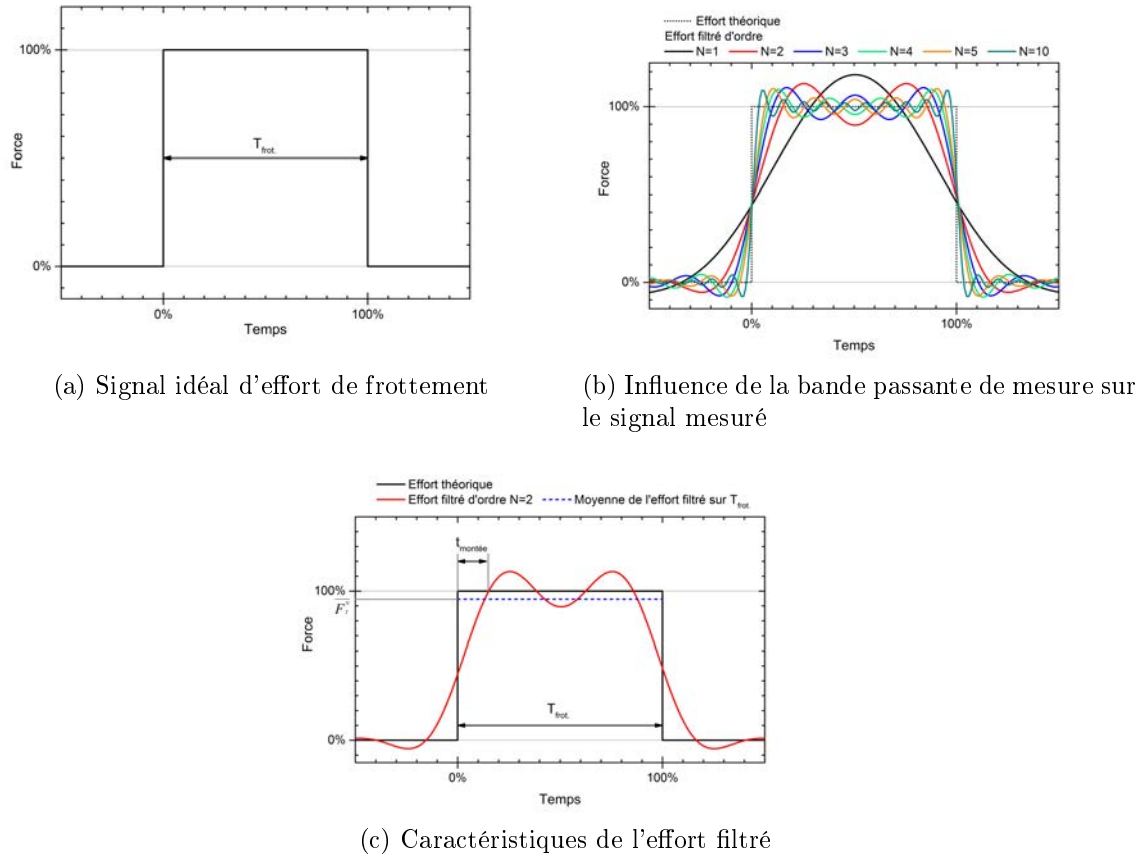 100%
T frot.
Force
0%
0%
100%
Temps
(a) Signal idéal d'effort de frottement
Effort théorique
Effort filtré d'ordre
N=1 N=2 N=3 N=4 N=5 N=10
100%
Force
0%
0%
100%
Temps
(b) Influence de la bande passante de mesure sur
le signal mesuré
Effort théorique
Effort filtré d'ordre N=2 Moyenne de l'effort filtré sur T frot.
t montée
100%
Force
T frot.
0%
0%
100%
Temps
(c) Caractéristiques de l'effort filtré